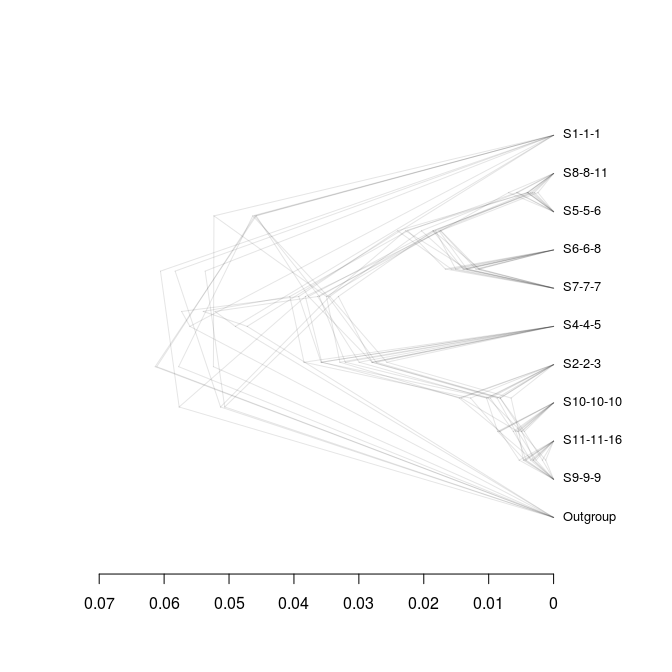 S1-1-1
S8-8-11
S5-5-6
S6-6-8
S7-7-7
S4-4-5
S2-2-3
S10-10-10
S11-11-16
S9-9-9
Outgroup
0.07 0.06 0.05 0.04 0.03 0.02 0.01 0